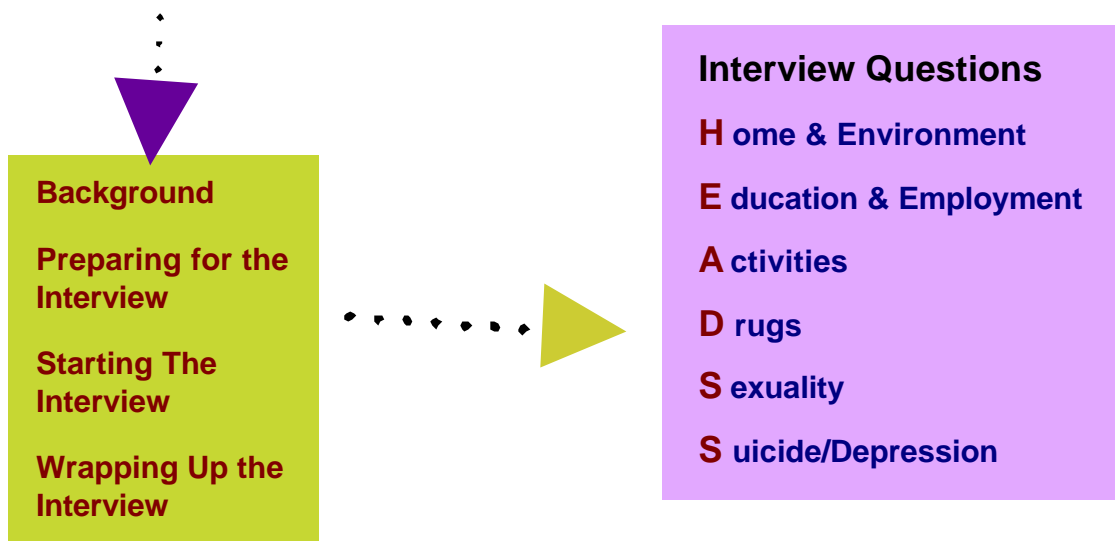 Background
Preparing for the
Interview
Starting The
Interview
Wrapping Up the
Interview
Interview Questions
H ome & Environment
E ducation & Employment
A ctivities
D rugs
S exuality
S uicide/Depression